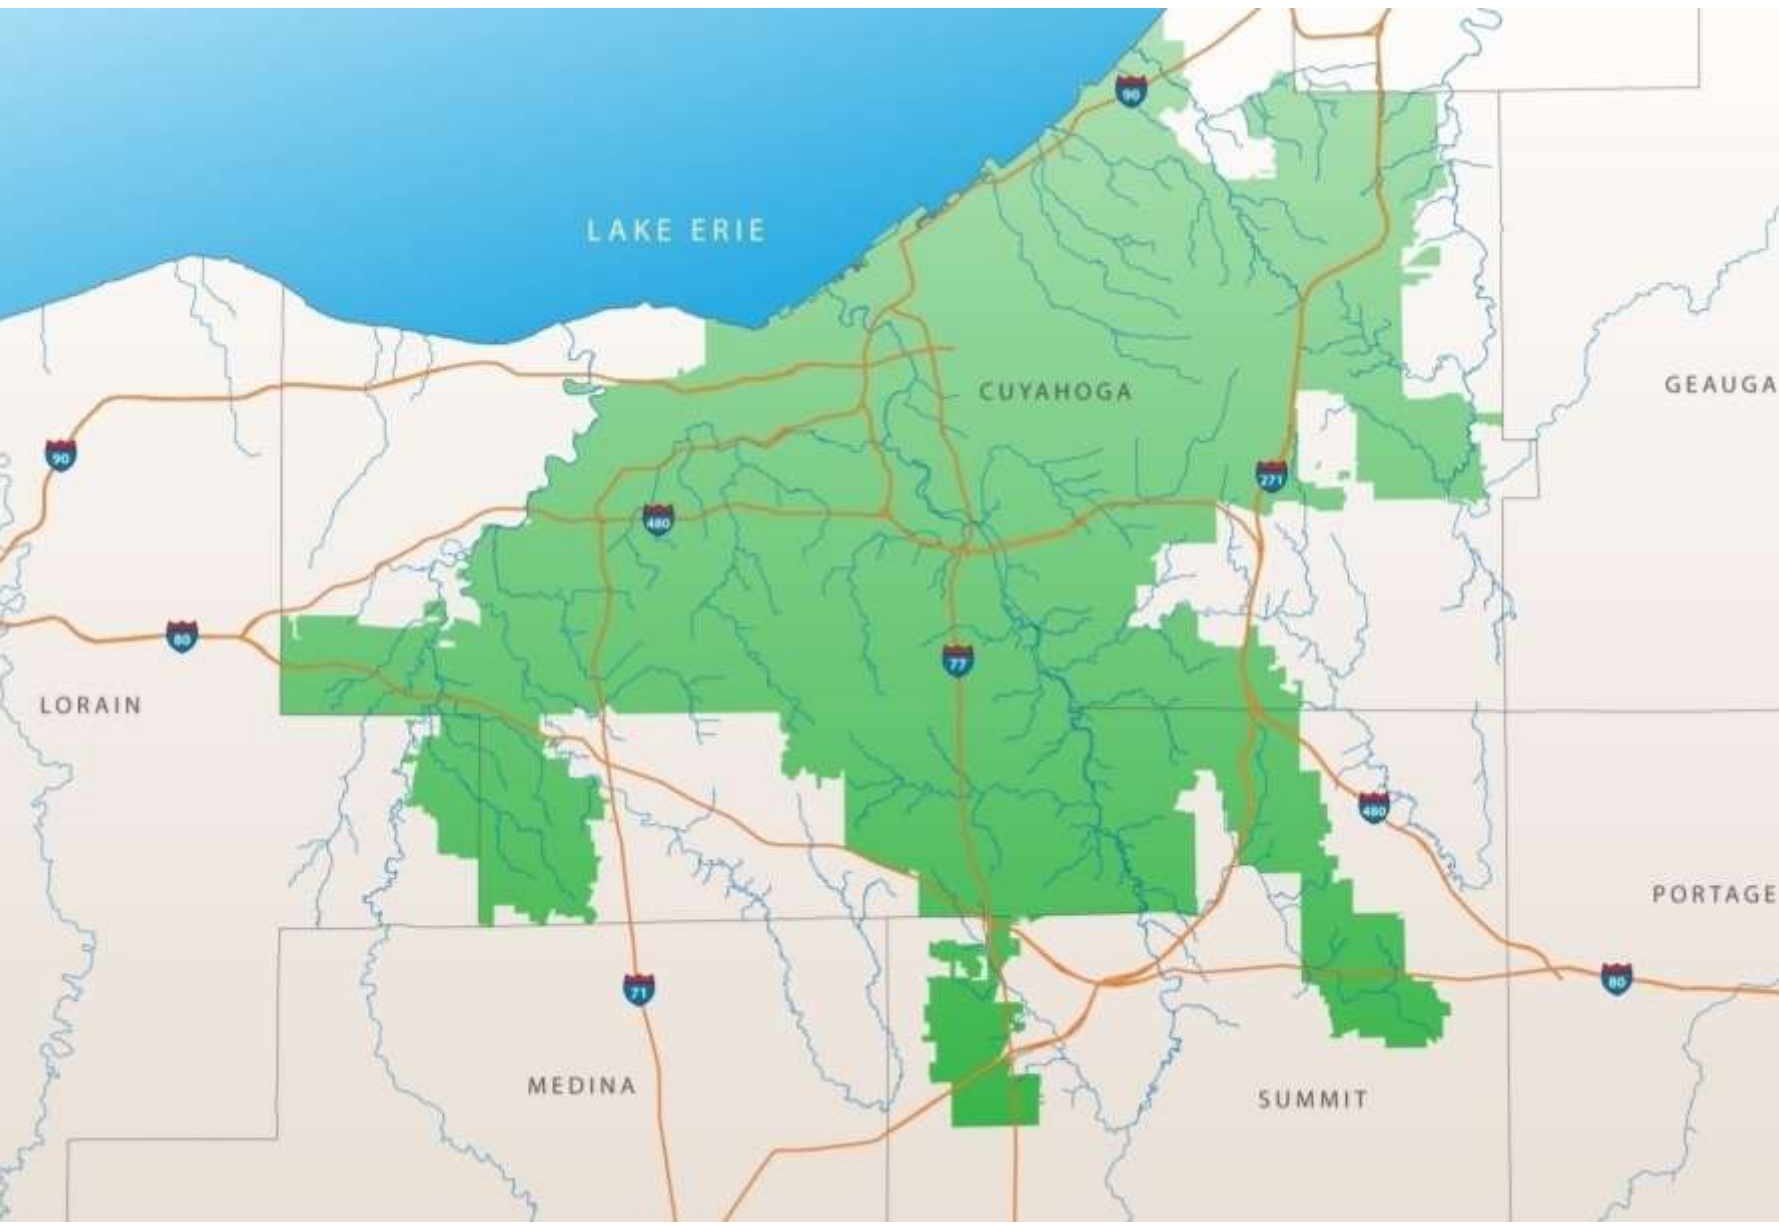 90
LAKE ERIE
CUYAHOGA
GEAUGA
90
271
480
80
77
LORAIN
480
PORTAGE
80
71
MEDINA
SUMMIT